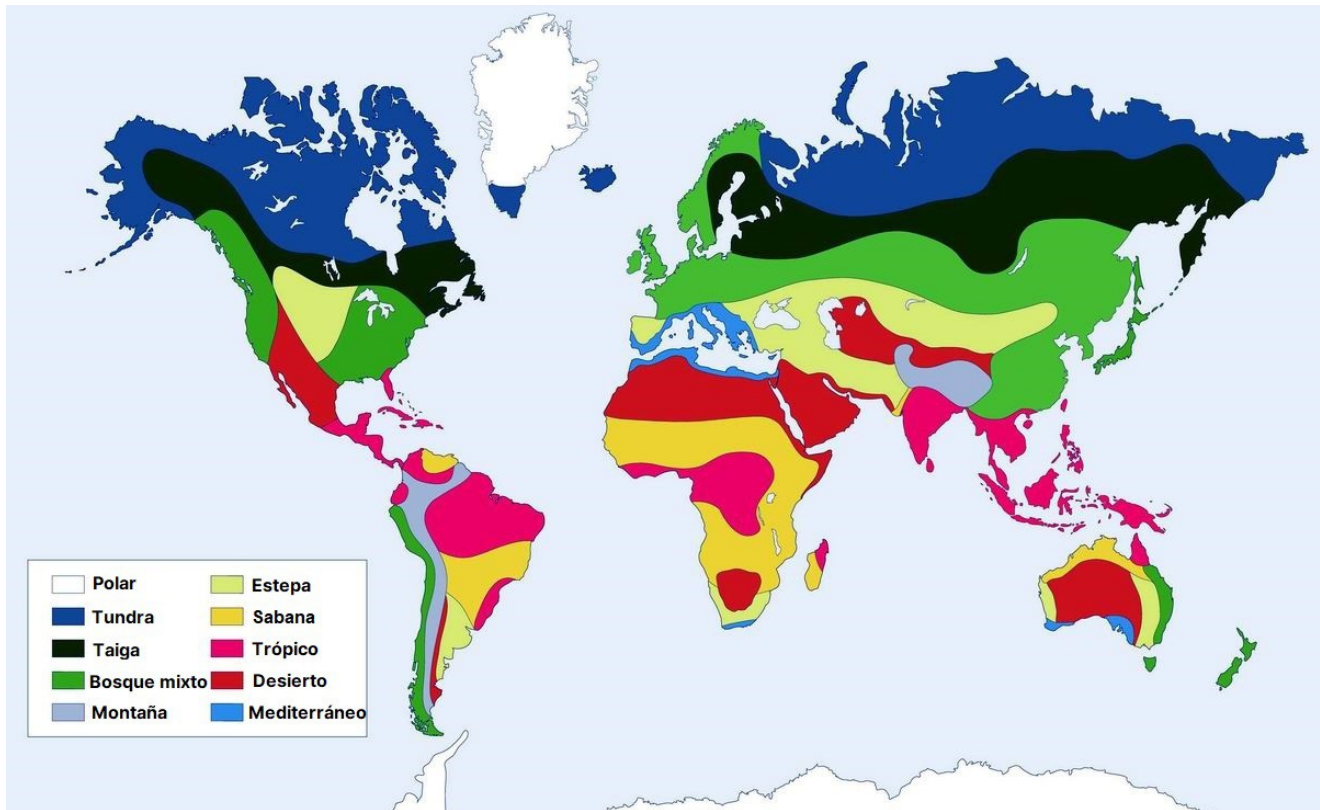 Polar
Tundra
Taiga
Bosque mixto
Montaña
Estepa
Sabana
Trópico
Desierto
Mediterráneo